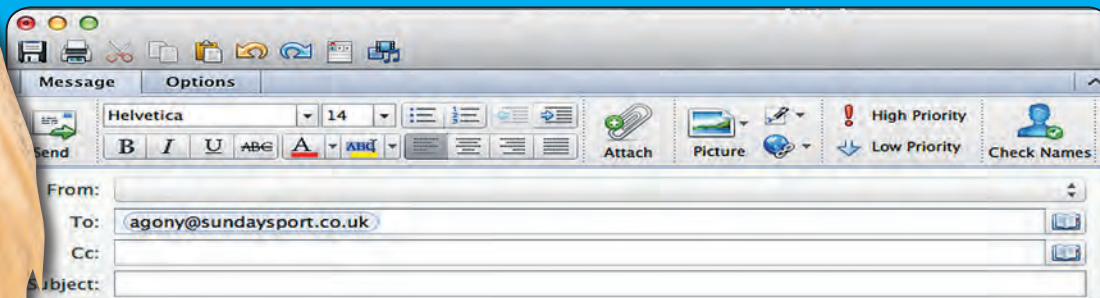 Message Options
Helvetica 14
Send B I U ABC A ABC Attach Picture High Priority Low Priority Check Names
From:
To: agony@sundaysport.co.uk
Cc:
Subject: